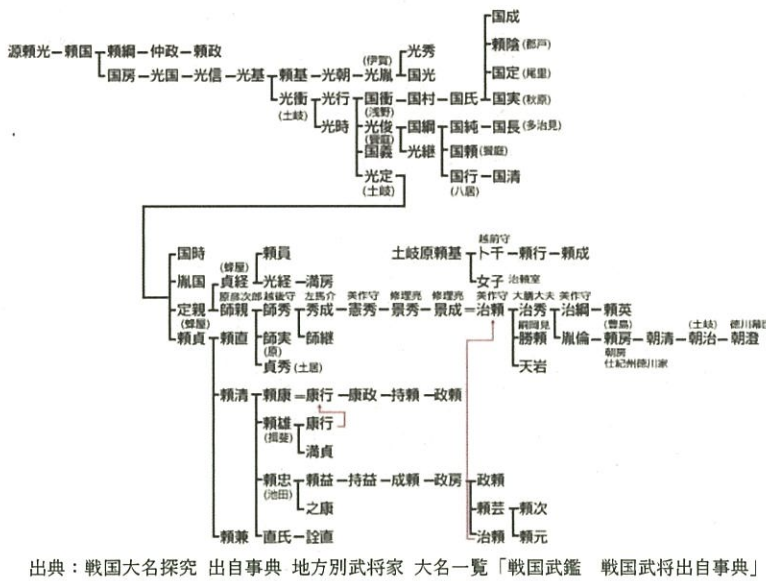 国成
源頼光 頼国 頼綱 仲政 頼政
(伊賀) 光秀 頼陰 (郡戸)
国房 光国 光信 光基 頼基 光朝 光胤 国光 国定 (尾里)
光衡 光行 国衡 国村 国氏 国実 (秋原)
(土岐) (浅野)
光時 光俊 国綱 国純 国長 (多治見)
(饗庭)
国義 光継 国頼 (饗庭)
光定 国行 国清
(土岐) (八居)
越前守
国時 頼員 土岐原頼基 ト千 頼行 頼成
(蜂屋)
胤国 貞経 光経 満房 女子 治頼室
原彦次郎 越後守 左馬介 美作守 修理亮 修理亮 美作守 大膳大夫 美作守
定親 師親 師秀 秀成 憲秀 景秀 景成 = 治頼 治秀 治綱 頼英
(蜂屋) (豊島) (土岐)
頼貞 頼直 師実 師継 勝頼 胤倫 頼房 朝清 朝治 朝澄
(原) 朝房
貞秀 (土居) 天岩 仕紀州徳川家
頼清 頼康 = 康行 康政 持頼 政頼
頼雄 康行
(揖斐)
満貞
頼忠 頼益 持益 成頼 政房 政頼
(池田)
之康 頼芸 頼次
頼兼 直氏 詮直 治頼 頼元
出典：戦国大名探究 出自事典 地方別武将家 大名一覧「戦国武鑑 戦国武将出自事典」